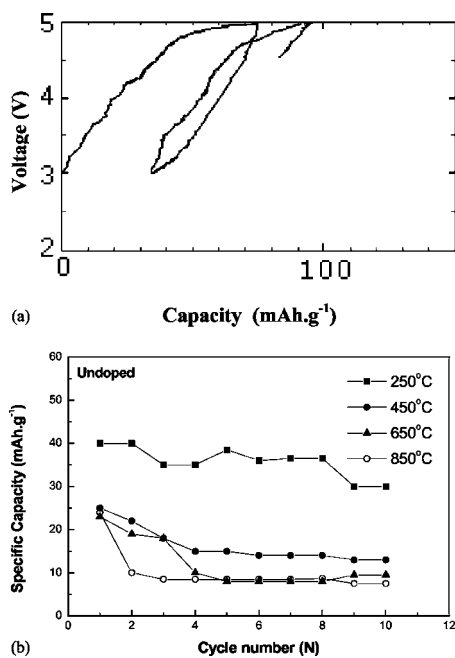 5
4
3
2
Voltage (V)
0
100
(a)
Capacity (mAh.g⁻¹)
60
50
40
30
20
10
0
Specific Capacity (mAh.g⁻¹)
Undoped
250°C
450°C
650°C
850°C
0 2 4 6 8 10 12
(b)
Cycle number (N)